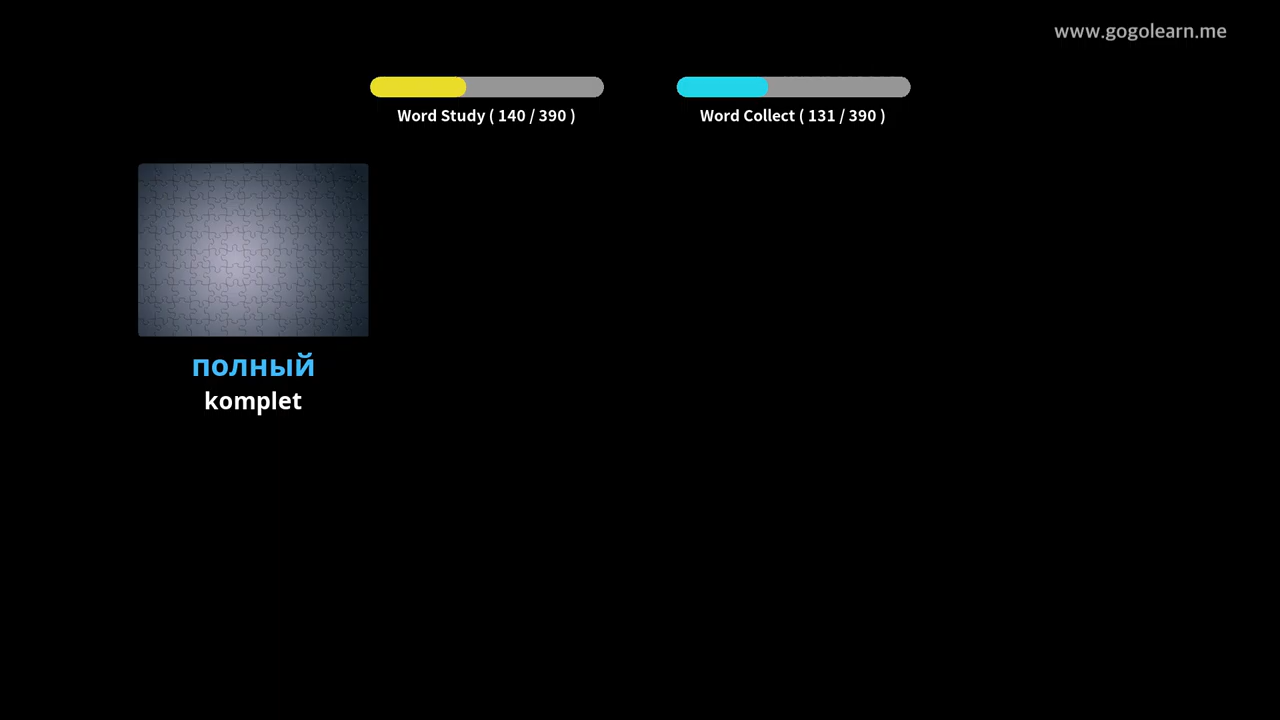 www.gogolearn.me
Word Study ( 140 / 390 )
Word Collect ( 131 / 390 )
полный
komplet